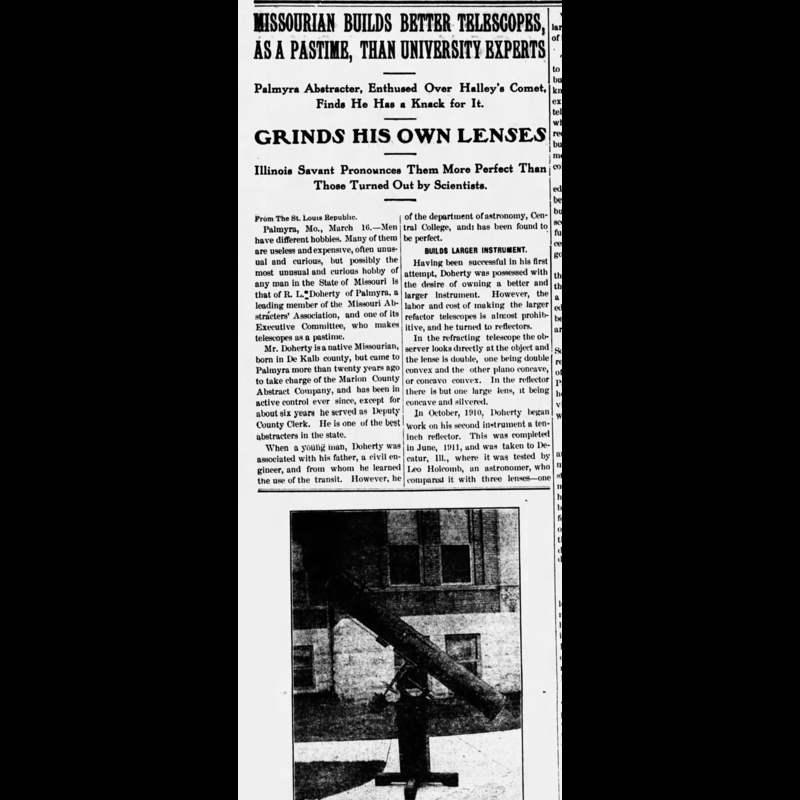 MISSOURIAN BUILDS BETTER TELESCOPES,
AS A PASTIME, THAN UNIVERSITY EXPERTS
Palmyra Abstracter, Enthused Over Halley's Comet,
Finds He Has a Knack for It.
GRINDS HIS OWN LENSES
Illinois Savant Pronounces Them More Perfect Than
Those Turned Out by Scientists.
From The St. Louis Republic.
Palmyra, Mo., March 16.—Men
have different hobbies. Many of them
are useless and expensive, often unus-
ual and curious, but possibly the
most unusual and curious hobby of
any man in the State of Missouri is
that of R. L. Doherty of Palmyra, a
leading member of the Missouri Ab-
stracters' Association, and one of its
Executive Committee, who makes
telescopes as a pastime.
Mr. Doherty is a native Missourian,
born in De Kalb county, but came to
Palmyra more than twenty years ago
to take charge of the Marion County
Abstract Company, and has been in
active control ever since, except for
about six years he served as Deputy
County Clerk. He is one of the best
abstracters in the state.
When a young man, Doherty was
associated with his father, a civil en-
gineer, and from whom he learned
the use of the transit. However, he
of the department of astronomy, Cen-
tral College, and has been found to
be perfect.
BUILDS LARGER INSTRUMENT.
Having been successful in his first
attempt, Doherty was possessed with
the desire of owning a better and
larger instrument. However, the
labor and cost of making the larger
refactor telescopes is almost prohib-
itive, and he turned to reflectors.
In the refracting telescope the ob-
server looks directly at the object and
the lense is double, one being double
convex and the other plano concave,
or concavo convex. In the reflector
there is but one large lens, it being
concave and silvered.
In October, 1910, Doherty began
work on his second instrument a ten-
inch reflector. This was completed
in June, 1911, and was taken to De-
catur, Ill., where it was tested by
Leo Holcomb, an astronomer, who
compared it with three lenses—one